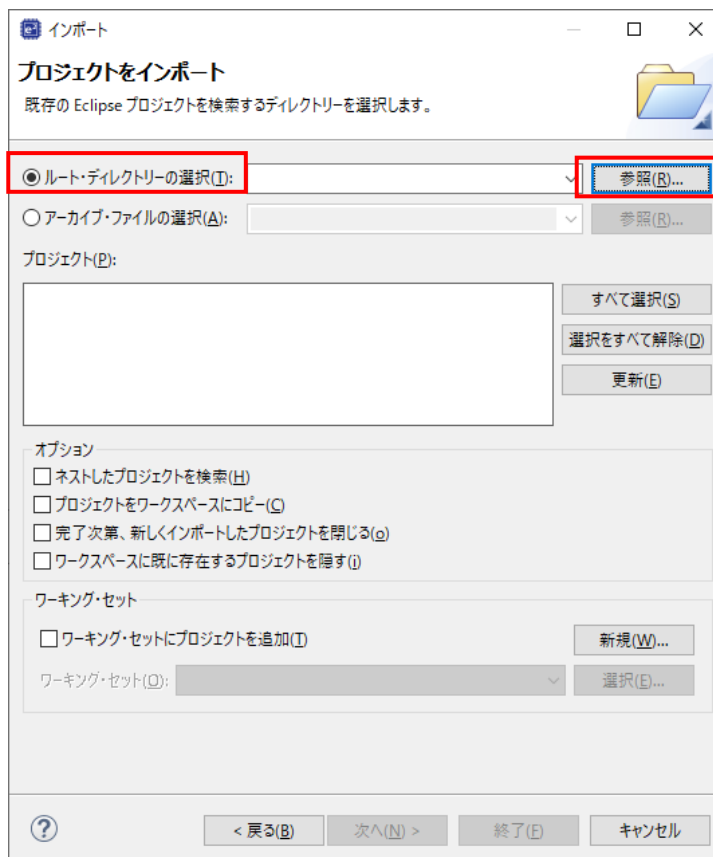 インポート
プロジェクトをインポート
既存の Eclipse プロジェクトを検索するディレクトリーを選択します。
ルート・ディレクトリーの選択(T): 参照(R)...
アーカイブ・ファイルの選択(A): 参照(R)...
プロジェクト(P):
すべて選択(S)
選択をすべて解除(D)
更新(E)
オプション
ネストしたプロジェクトを検索(H)
プロジェクトをワークスペースにコピー(C)
完了次第、新しくインポートしたプロジェクトを閉じる(o)
ワークスペースに既に存在するプロジェクトを隠す(i)
ワーキング・セット
ワーキング・セットにプロジェクトを追加(T) 新規(W)...
ワーキング・セット(O): 選択(E)...
? < 戻る(B) 次へ(N) > 終了(F) キャンセル